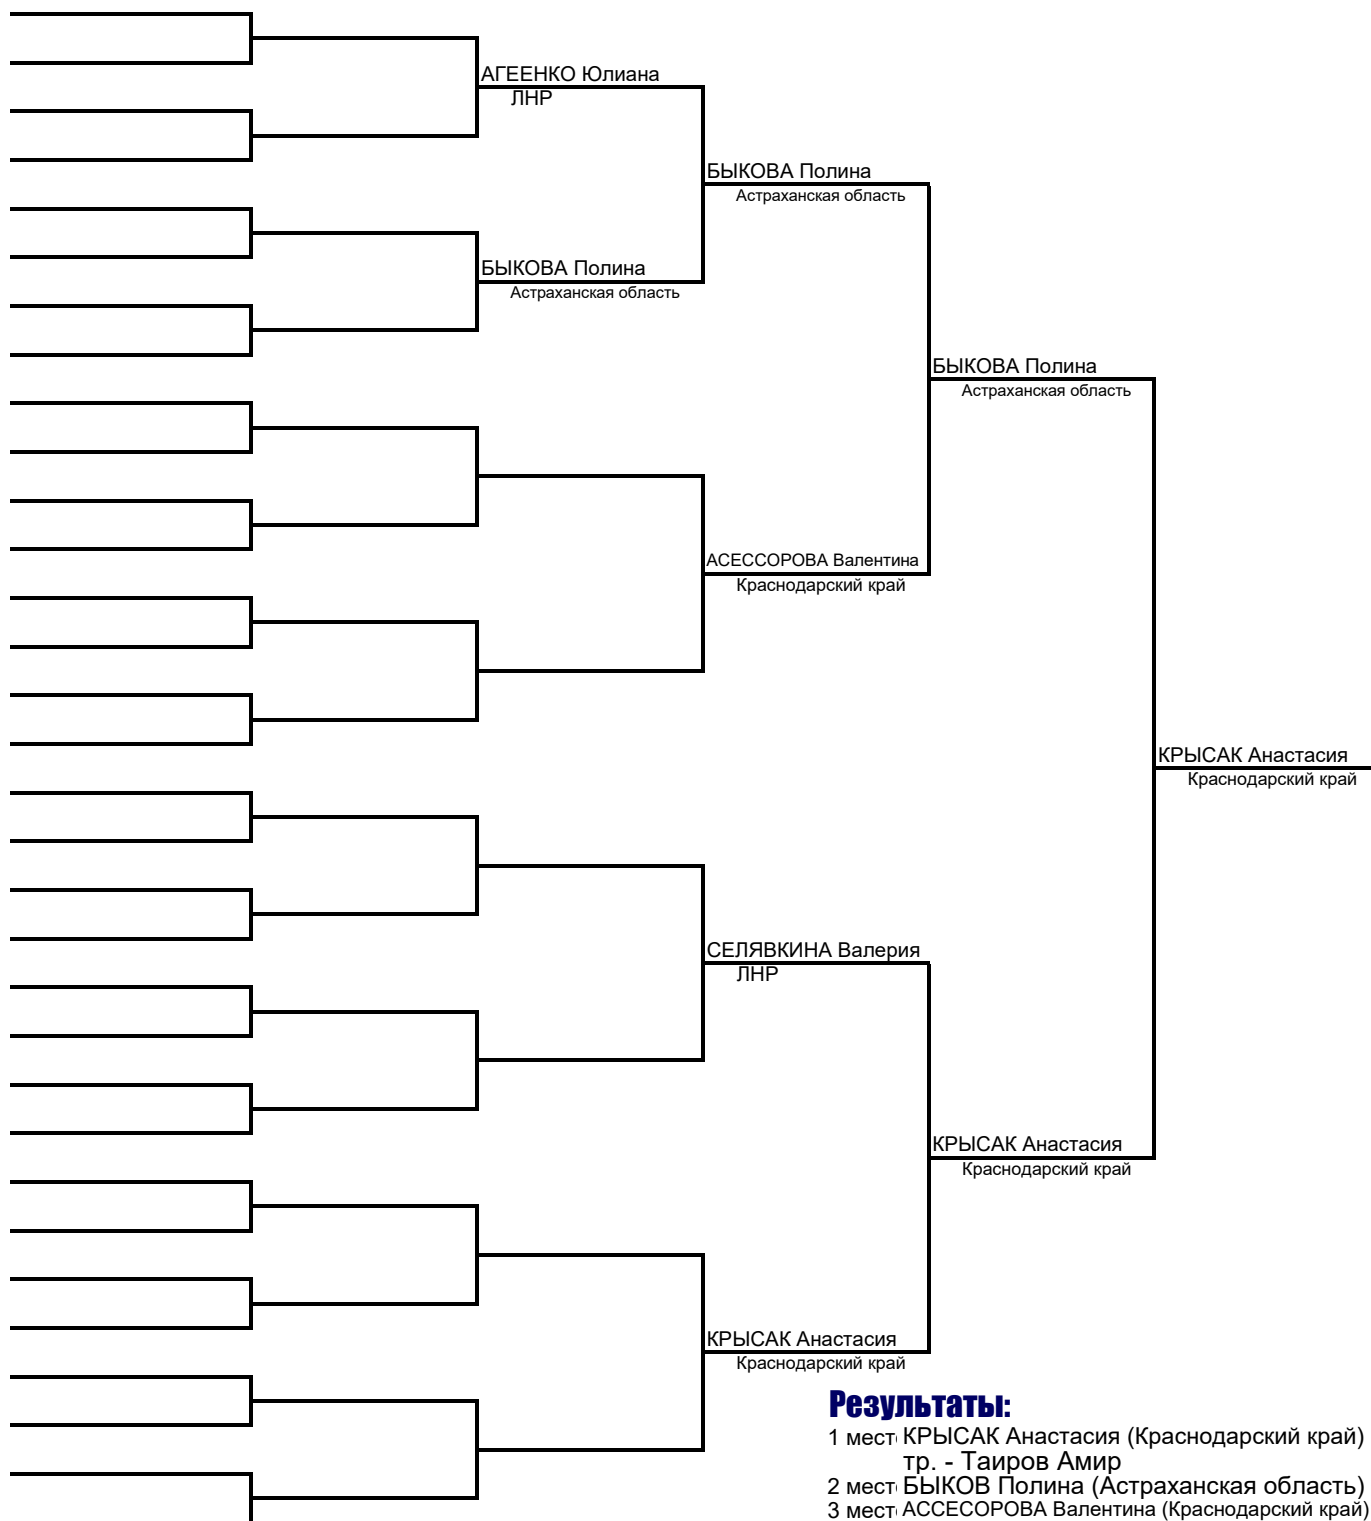 АГЕЕНКО Юлиана
ЛНР
БЫКОВА Полина
Астраханская область
БЫКОВА Полина
Астраханская область
БЫКОВА Полина
Астраханская область
АСЕССОРОВА Валентина
Краснодарский край
КРЫСАК Анастасия
Краснодарский край
СЕЛЯВКИНА Валерия
ЛНР
КРЫСАК Анастасия
Краснодарский край
КРЫСАК Анастасия
Краснодарский край
Результаты:
1 мест КРЫСАК Анастасия (Краснодарский край)
тр. - Таиров Амир
2 мест БЫКОВ Полина (Астраханская область)
3 мест АССЕСОРОВА Валентина (Краснодарский край)